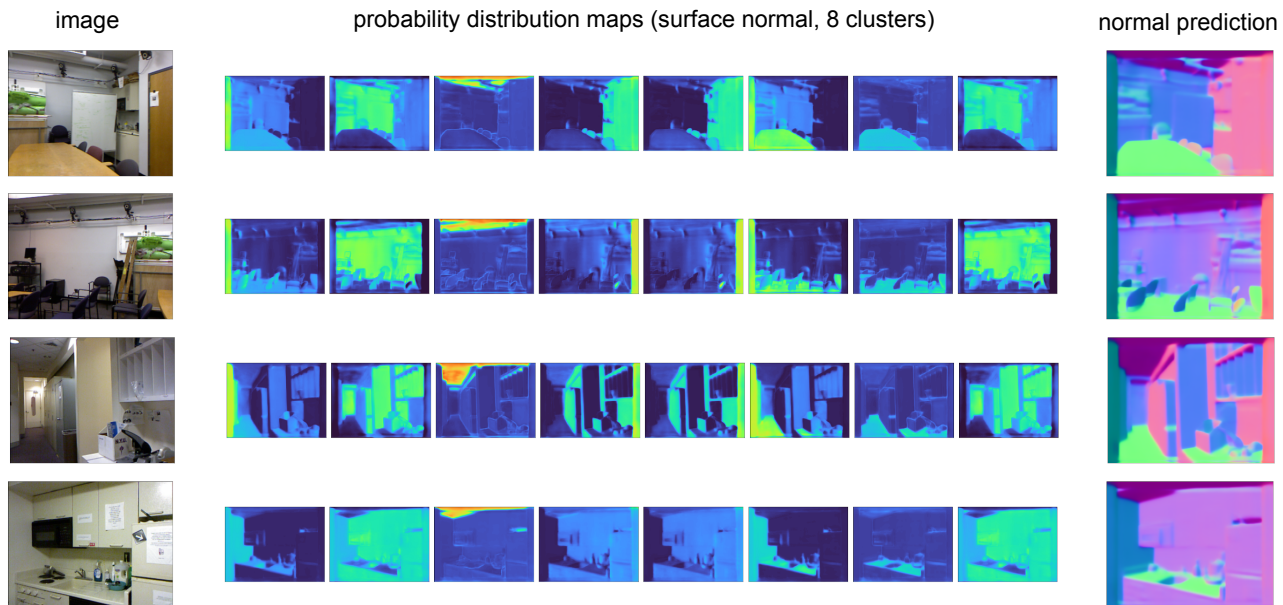 image
probability distribution maps (surface normal, 8 clusters)
normal prediction